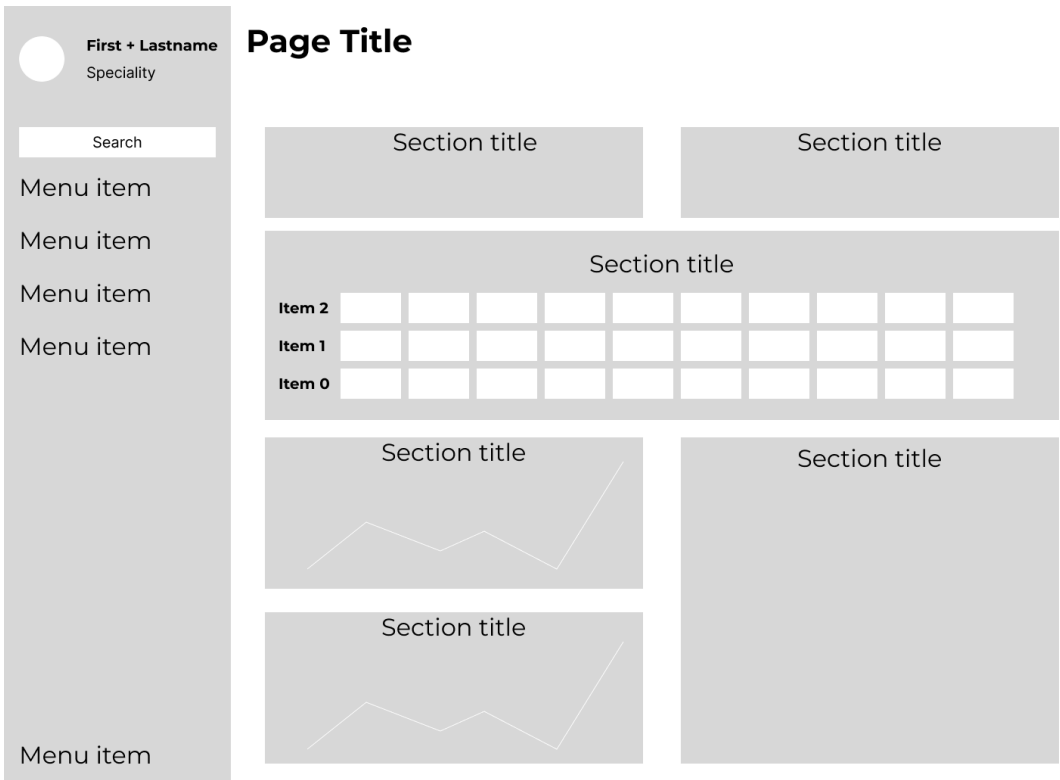 First + Lastname
Speciality
Search
Menu item
Menu item
Menu item
Menu item
Menu item
Page Title
Section title
Section title
Section title
Item 2
Item 1
Item 0
Section title
Section title
Section title